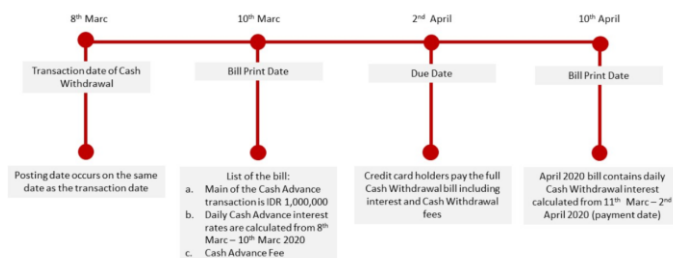 8th Marc
10th Marc
2nd April
10th April
Transaction date of Cash
Withdrawal
Bill Print Date
Due Date
Bill Print Date
Posting date occurs on the same
date as the transaction date
List of the bill:
a. Main of the Cash Advance
transaction is IDR 1,000,000
b. Daily Cash Advance interest
rates are calculated from 8th
Marc – 10th Marc 2020
c. Cash Advance Fee
Credit card holders pay the full
Cash Withdrawal bill including
interest and Cash Withdrawal
fees
April 2020 bill contains daily
Cash Withdrawal interest
calculated from 11th Marc – 2nd
April 2020 (payment date)